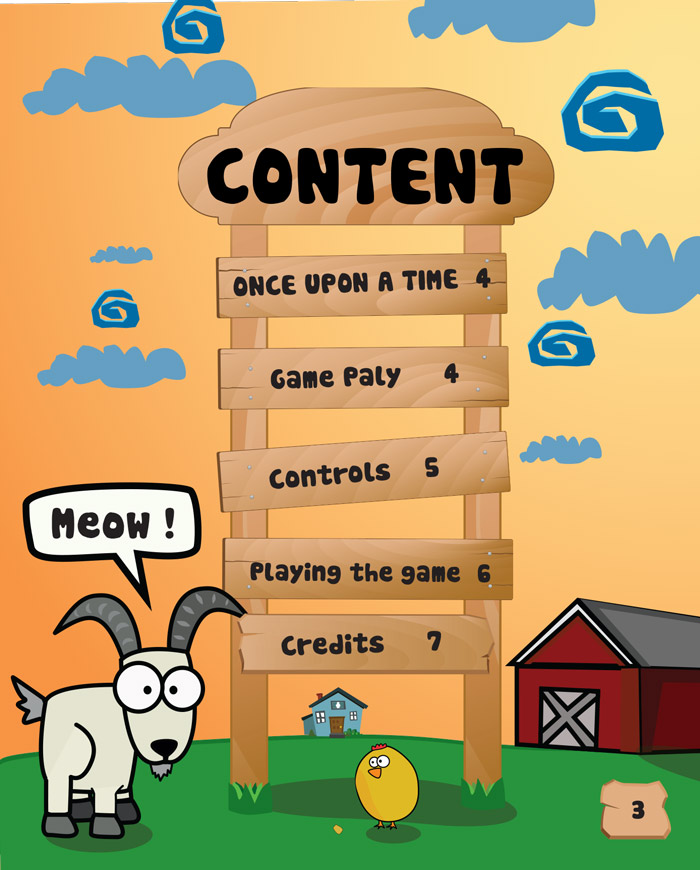 CONTENT
ONCE UPON A TIME 4
Game Paly 4
Controls 5
Meow !
Playing the game 6
Credits 7
3